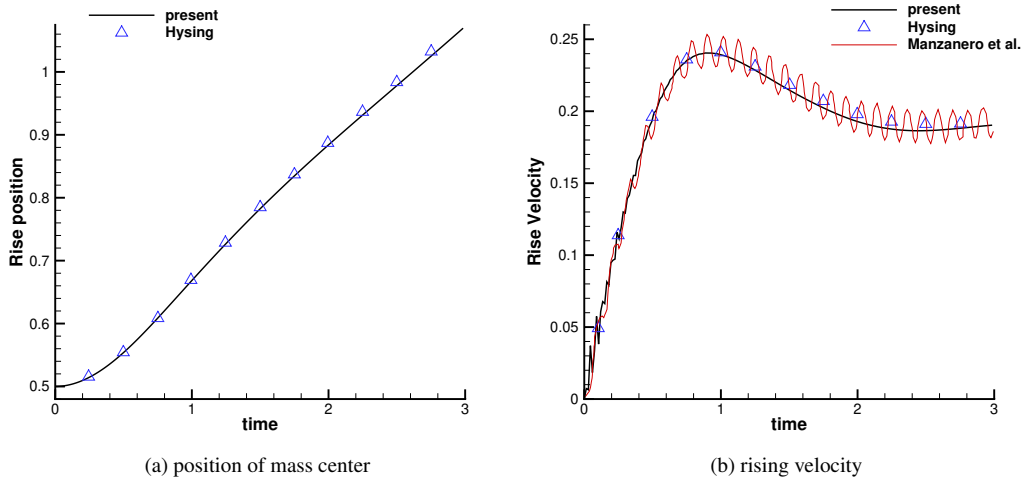 present
Hysing
Rise position
1
0.9
0.8
0.7
0.6
0.5
0 1 2 3
time
(a) position of mass center
present
Hysing
Manzanero et al.
Rise Velocity
0.25
0.2
0.15
0.1
0.05
0
0 1 2 3
time
(b) rising velocity